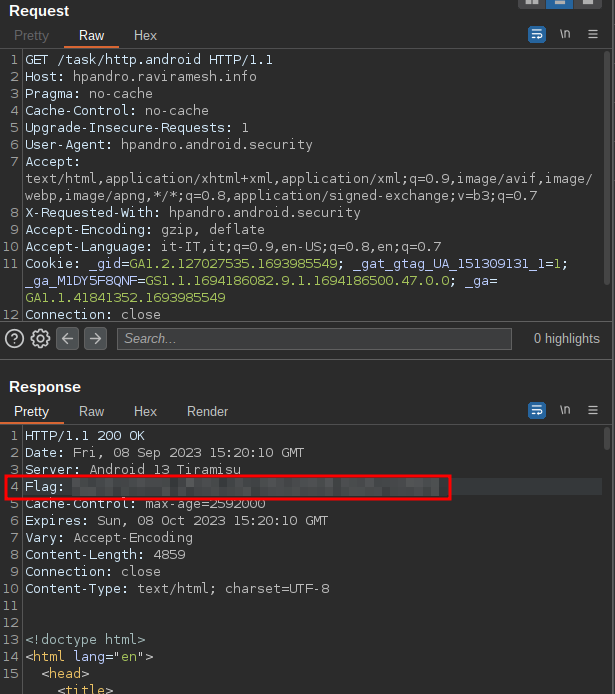 Request
Pretty Raw Hex \n ≡
1 GET /task/http.android HTTP/1.1
2 Host: hpandro.raviramesh.info
3 Pragma: no-cache
4 Cache-Control: no-cache
5 Upgrade-Insecure-Requests: 1
6 User-Agent: hpandro.android.security
7 Accept:
text/html,application/xhtml+xml,application/xml;q=0.9,image/avif,image/
webp,image/apng,*/*;q=0.8,application/signed-exchange;v=b3;q=0.7
8 X-Requested-With: hpandro.android.security
9 Accept-Encoding: gzip, deflate
10 Accept-Language: it-IT,it;q=0.9,en-US;q=0.8,en;q=0.7
11 Cookie: _gid=GA1.2.127027535.1693985549; _gat_gtag_UA_151309131_1=1;
_ga_M1DY5F8QNF=GS1.1.1694186082.9.1.1694186500.47.0.0; _ga=
GA1.1.41841352.1693985549
12 Connection: close
? Search... 0 highlights
Response
Pretty Raw Hex Render \n ≡
1 HTTP/1.1 200 OK
2 Date: Fri, 08 Sep 2023 15:20:10 GMT
3 Server: Android 13 Tiramisu
4 Flag:
5 Cache-Control: max-age=2592000
6 Expires: Sun, 08 Oct 2023 15:20:10 GMT
7 Vary: Accept-Encoding
8 Content-Length: 4859
9 Connection: close
10 Content-Type: text/html; charset=UTF-8
11
12
13 <!doctype html>
14 <html lang="en">
15 <head>
<title>